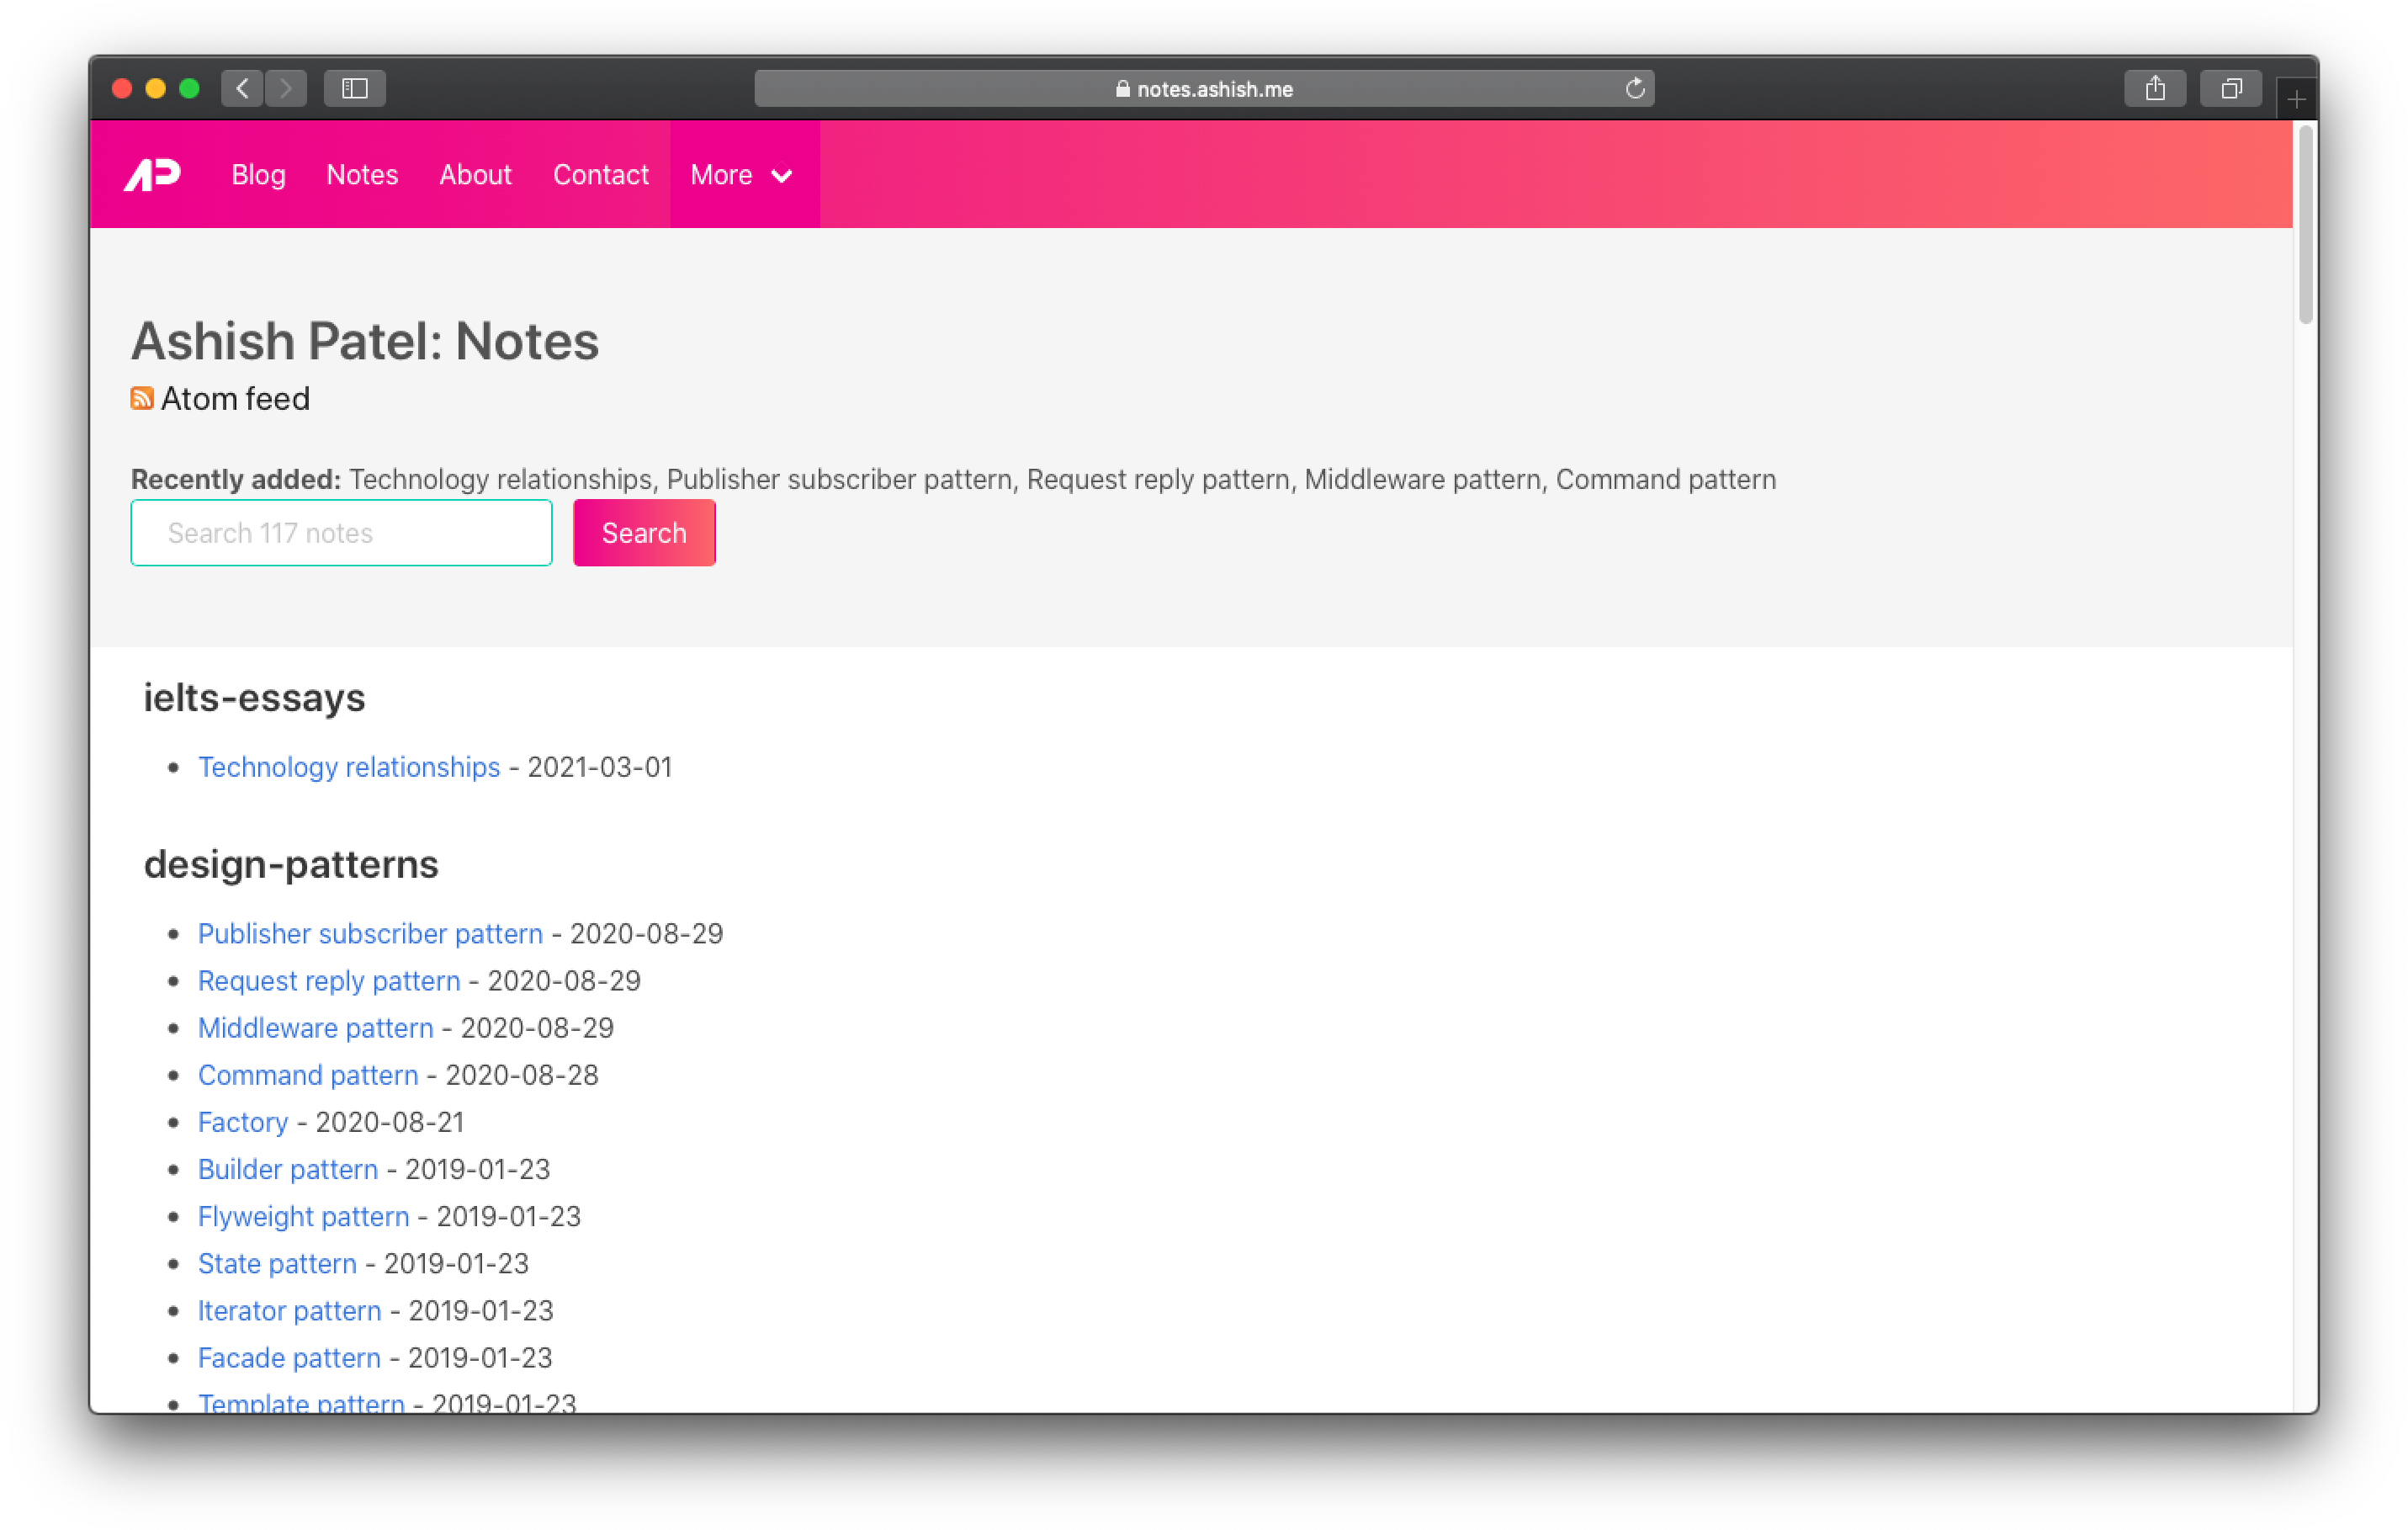 notes.ashish.me
AP Blog Notes About Contact More
Ashish Patel: Notes
Atom feed
Recently added: Technology relationships, Publisher subscriber pattern, Request reply pattern, Middleware pattern, Command pattern
Search 117 notes Search
ielts-essays
Technology relationships - 2021-03-01
design-patterns
Publisher subscriber pattern - 2020-08-29
Request reply pattern - 2020-08-29
Middleware pattern - 2020-08-29
Command pattern - 2020-08-28
Factory - 2020-08-21
Builder pattern - 2019-01-23
Flyweight pattern - 2019-01-23
State pattern - 2019-01-23
Iterator pattern - 2019-01-23
Facade pattern - 2019-01-23
Template pattern - 2019-01-23